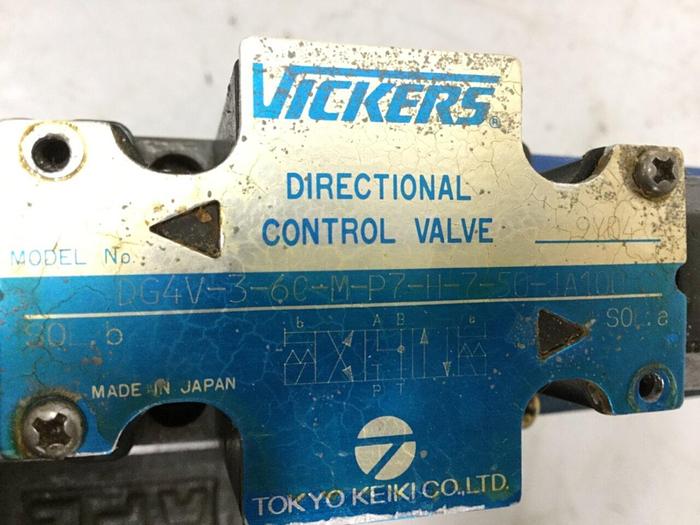 VICKERS®
DIRECTIONAL
CONTROL VALVE
9Y04
MODEL No.
DG4V-3-6C-M-P7-H-7-50-JA100
SOL. b
SOL. a
b A B a
P T
MADE IN JAPAN
TOKYO KEIKI CO.,LTD.